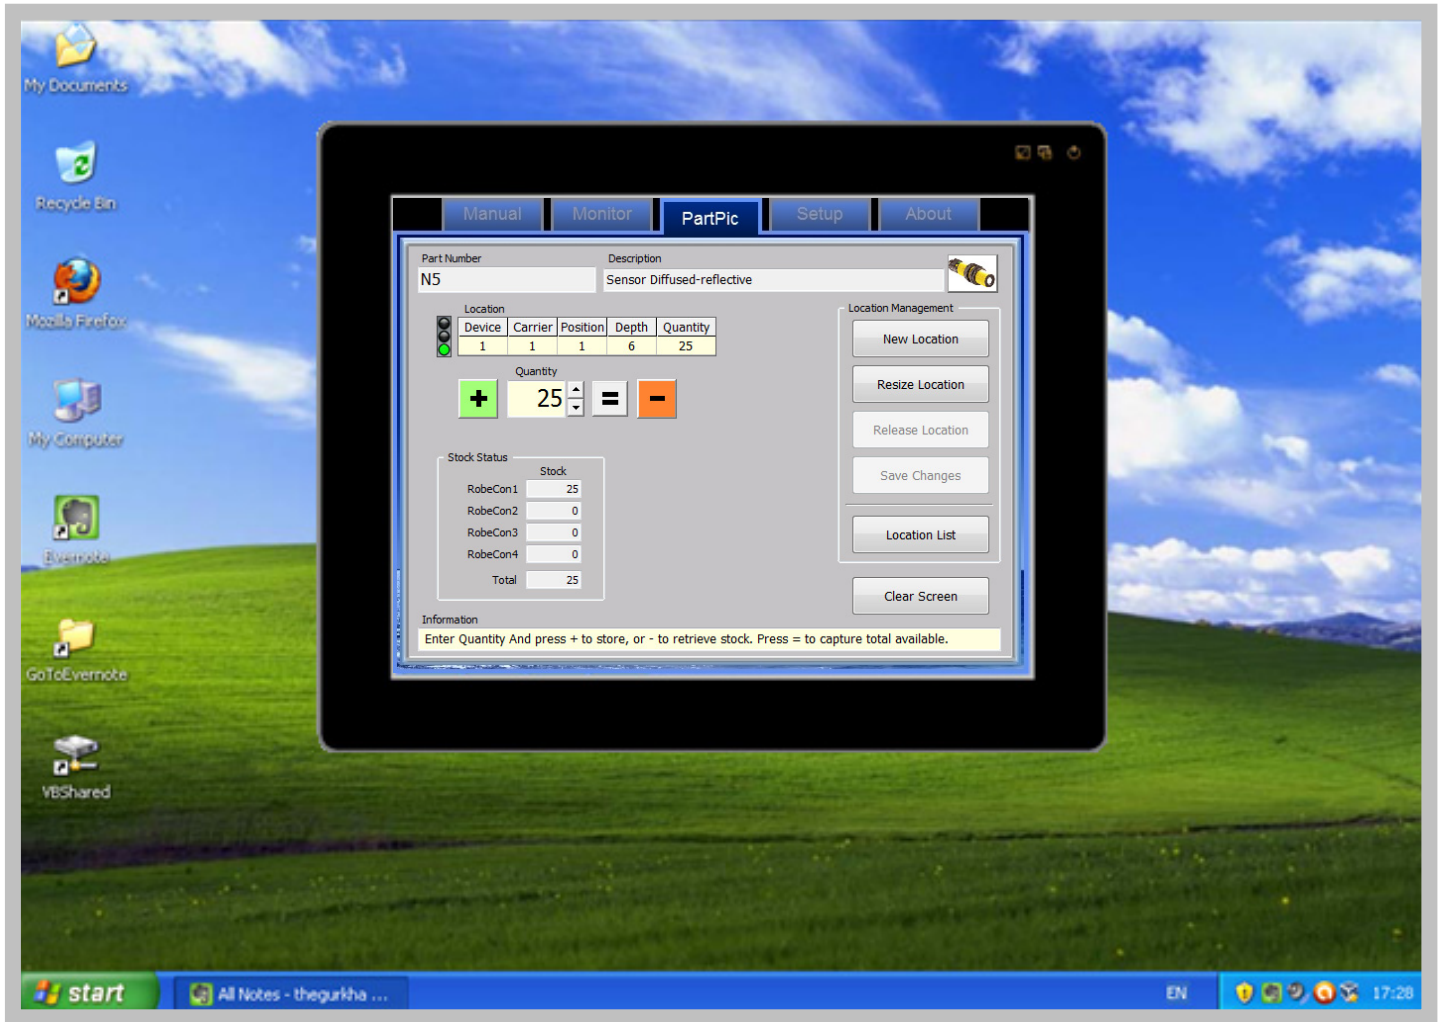 My Documents
Recycle Bin
Mozilla Firefox
My Computer
Evernote
GoToEvernote
VBShared
Manual Monitor PartPic Setup About
Part Number Description
N5 Sensor Diffused-reflective
Location
Device Carrier Position Depth Quantity
1 1 1 6 25
Quantity
+ 25 = -
Stock Status
Stock
RobeCon1 25
RobeCon2 0
RobeCon3 0
RobeCon4 0
Total 25
Location Management
New Location
Resize Location
Release Location
Save Changes
Location List
Clear Screen
Information
Enter Quantity And press + to store, or - to retrieve stock. Press = to capture total available.
start All Notes - thegurkha ... EN 17:28